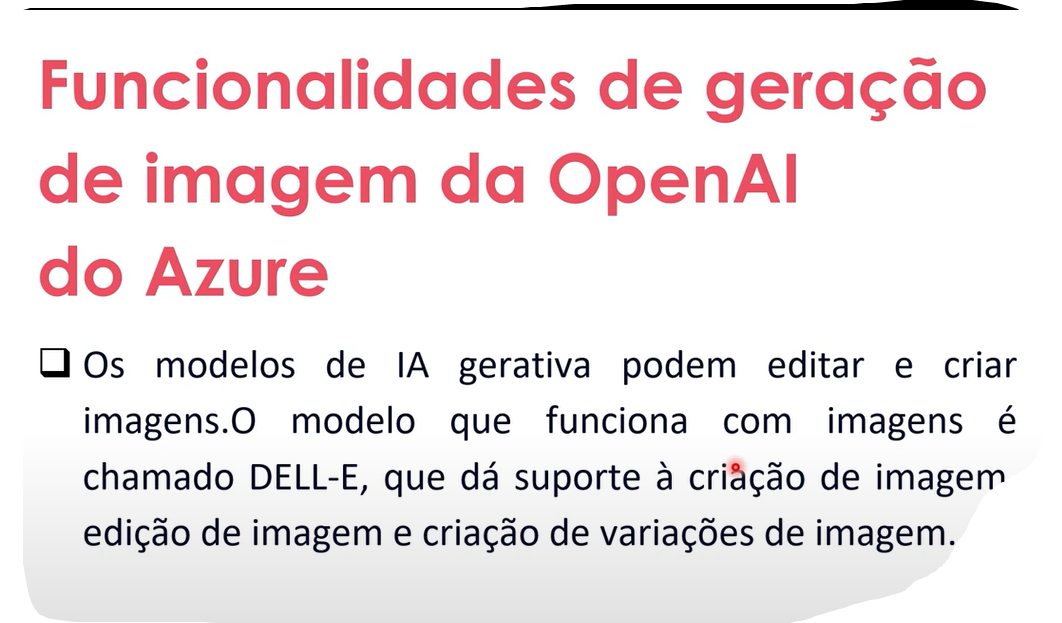 Funcionalidades de geração
de imagem da OpenAI
do Azure
Os modelos de IA gerativa podem editar e criar
imagens.O modelo que funciona com imagens é
chamado DELL-E, que dá suporte à criação de imagem
edição de imagem e criação de variações de imagem.